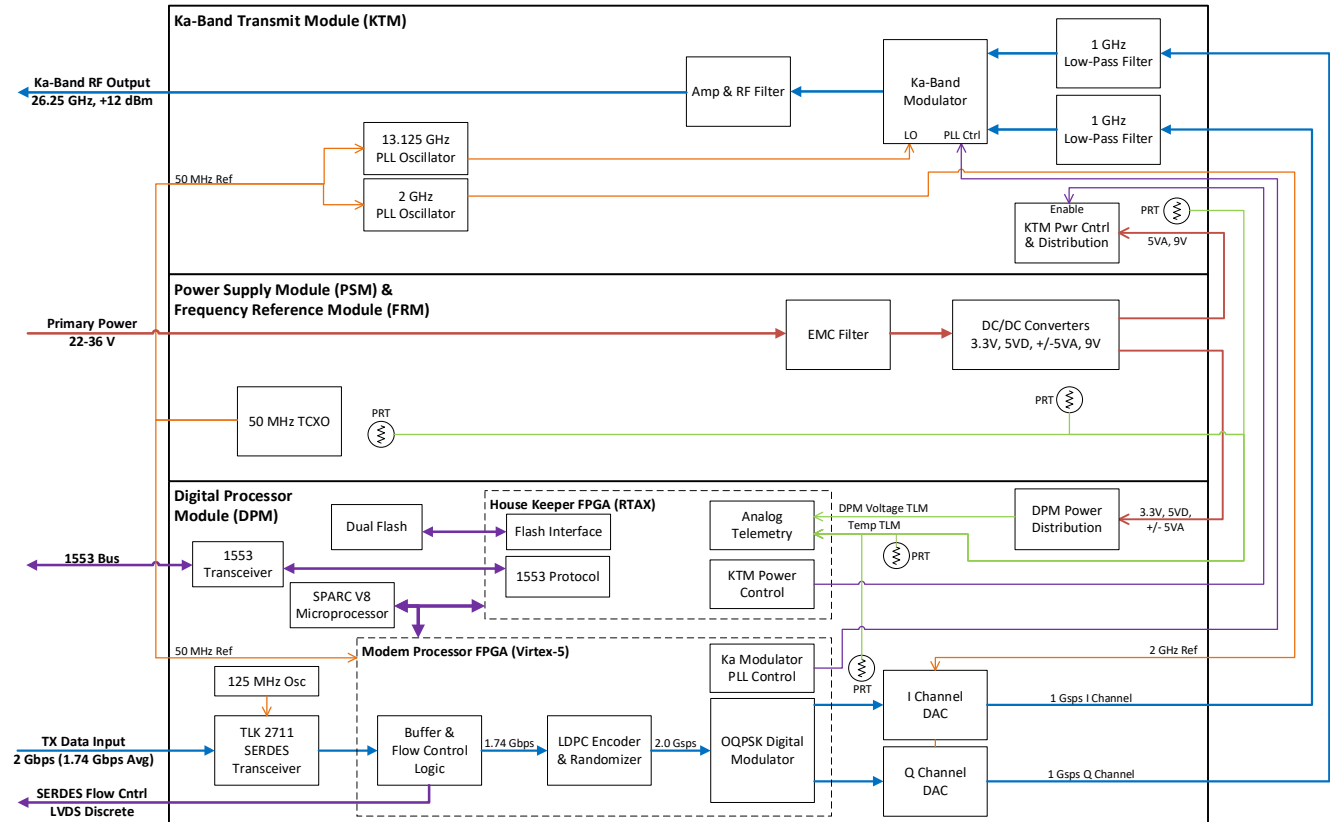 Ka-Band Transmit Module (KTM)
1 GHz
Low-Pass Filter
Ka-Band
Modulator
LO
PLL Ctrl
Amp & RF Filter
Ka-Band RF Output
26.25 GHz, +12 dBm
1 GHz
Low-Pass Filter
13.125 GHz
PLL Oscillator
50 MHz Ref
2 GHz
PLL Oscillator
Enable
KTM Pwr Cntrl
& Distribution
PRT
5VA, 9V
Power Supply Module (PSM) &
Frequency Reference Module (FRM)
Primary Power
22-36 V
EMC Filter
DC/DC Converters
3.3V, 5VD, +/-5VA, 9V
50 MHz TCXO
PRT
PRT
Digital Processor
Module (DPM)
House Keeper FPGA (RTAX)
Dual Flash
Flash Interface
Analog
Telemetry
DPM Voltage TLM
Temp TLM
DPM Power
Distribution
3.3V, 5VD,
+/- 5VA
PRT
1553 Bus
1553
Transceiver
1553 Protocol
KTM Power
Control
SPARC V8
Microprocessor
50 MHz Ref
Modem Processor FPGA (Virtex-5)
Ka Modulator
PLL Control
PRT
2 GHz Ref
125 MHz Osc
I Channel
DAC
1 Gsps I Channel
TX Data Input
2 Gbps (1.74 Gbps Avg)
TLK 2711
SERDES
Transceiver
Buffer &
Flow Control
Logic
1.74 Gbps
LDPC Encoder
& Randomizer
2.0 Gsps
OQPSK Digital
Modulator
Q Channel
DAC
1 Gsps Q Channel
SERDES Flow Cntrl
LVDS Discrete